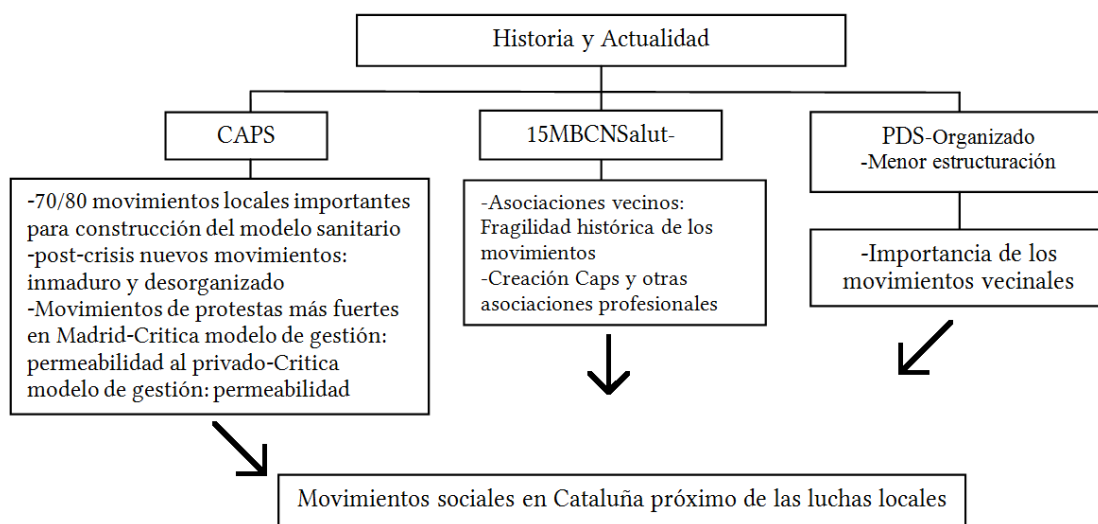 Historia y Actualidad
CAPS
-70/80 movimientos locales importantes
para construcción del modelo sanitario
-post-crisis nuevos movimientos:
inmaduro y desorganizado
-Movimientos de protestas más fuertes
en Madrid-Critica modelo de gestión:
permeabilidad al privado-Critica
modelo de gestión: permeabilidad
15MBCNSalut-
-Asociaciones vecinos:
Fragilidad histórica de los
movimientos
-Creación Caps y otras
asociaciones profesionales
PDS-Organizado
-Menor estructuración
-Importancia de los
movimientos vecinales
Movimientos sociales en Cataluña próximo de las luchas locales